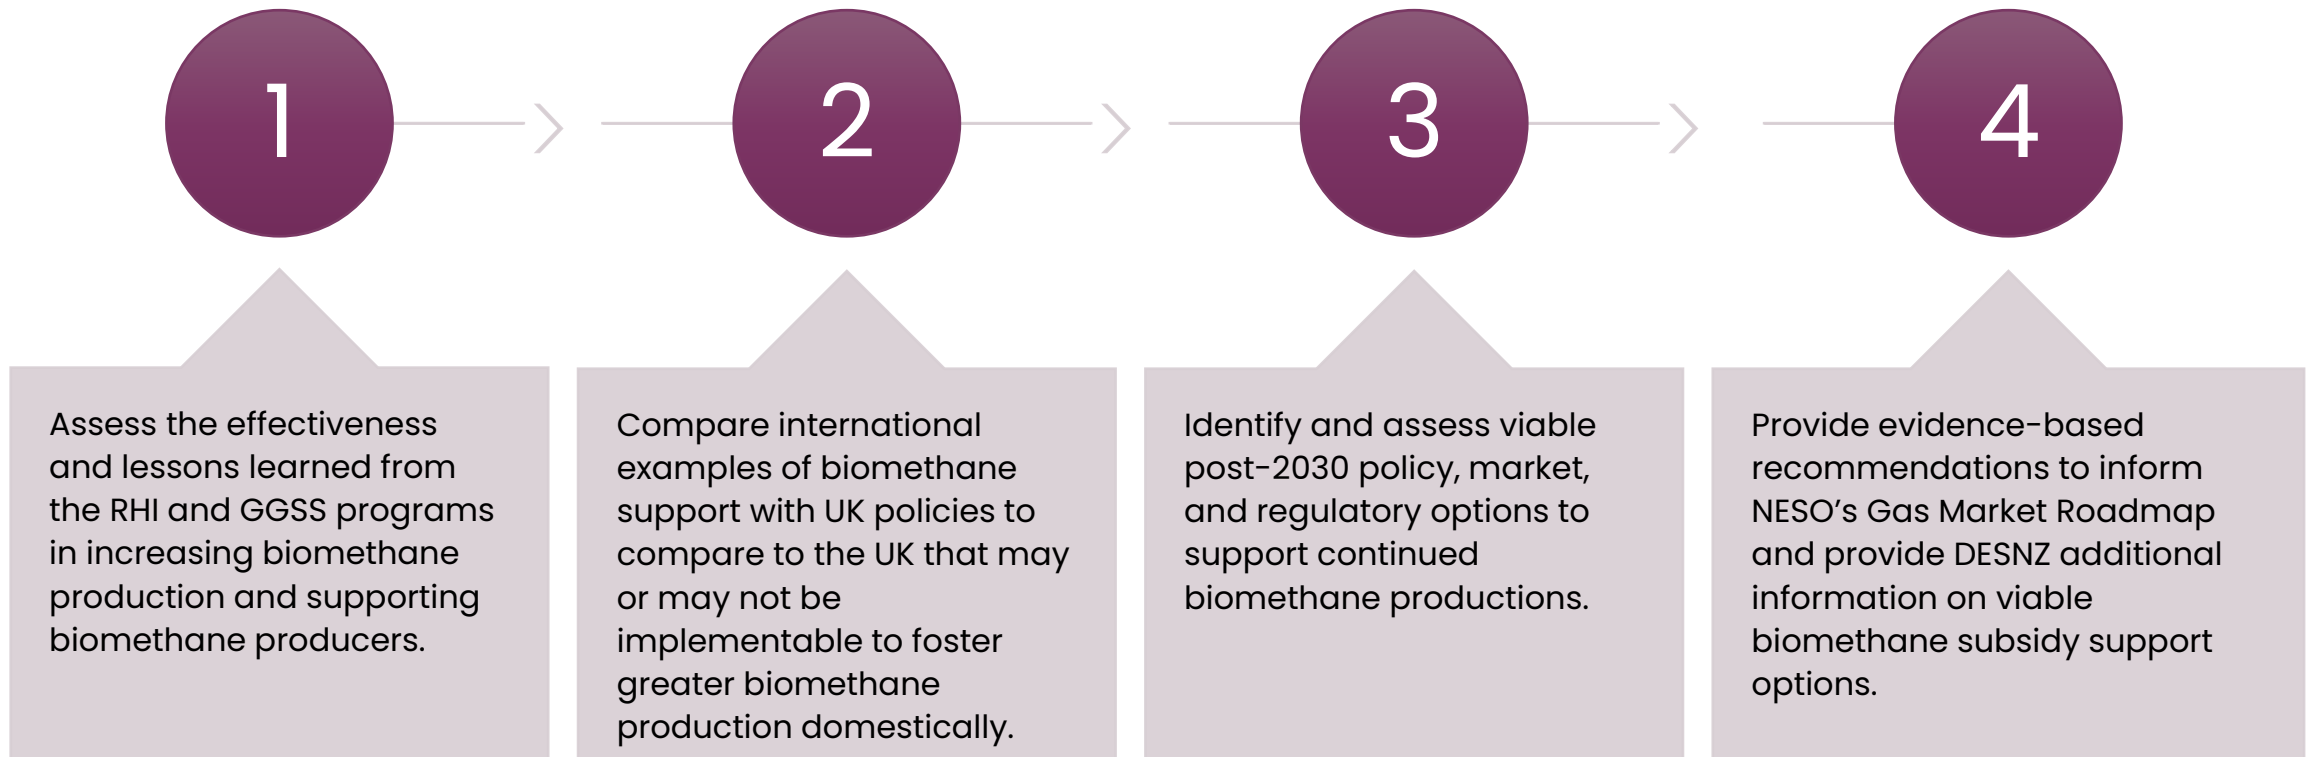 1
Assess the effectiveness
and lessons learned from
the RHI and GGSS programs
in increasing biomethane
production and supporting
biomethane producers.
2
Compare international
examples of biomethane
support with UK policies to
compare to the UK that may
or may not be
implementable to foster
greater biomethane
production domestically.
3
Identify and assess viable
post-2030 policy, market,
and regulatory options to
support continued
biomethane productions.
4
Provide evidence-based
recommendations to inform
NESO’s Gas Market Roadmap
and provide DESNZ additional
information on viable
biomethane subsidy support
options.